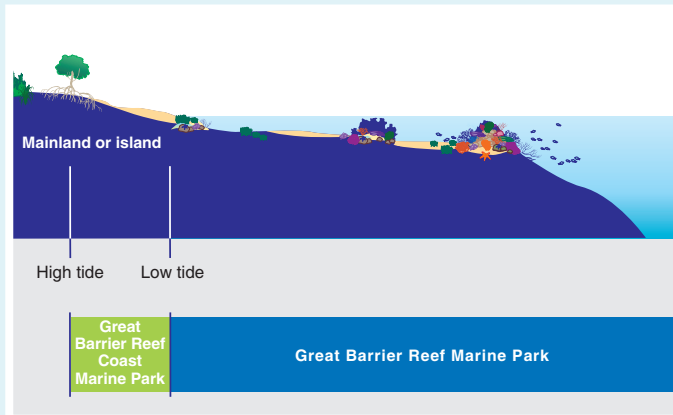 Mainland or island
High tide
Low tide
Great
Barrier Reef
Coast
Marine Park
Great Barrier Reef Marine Park